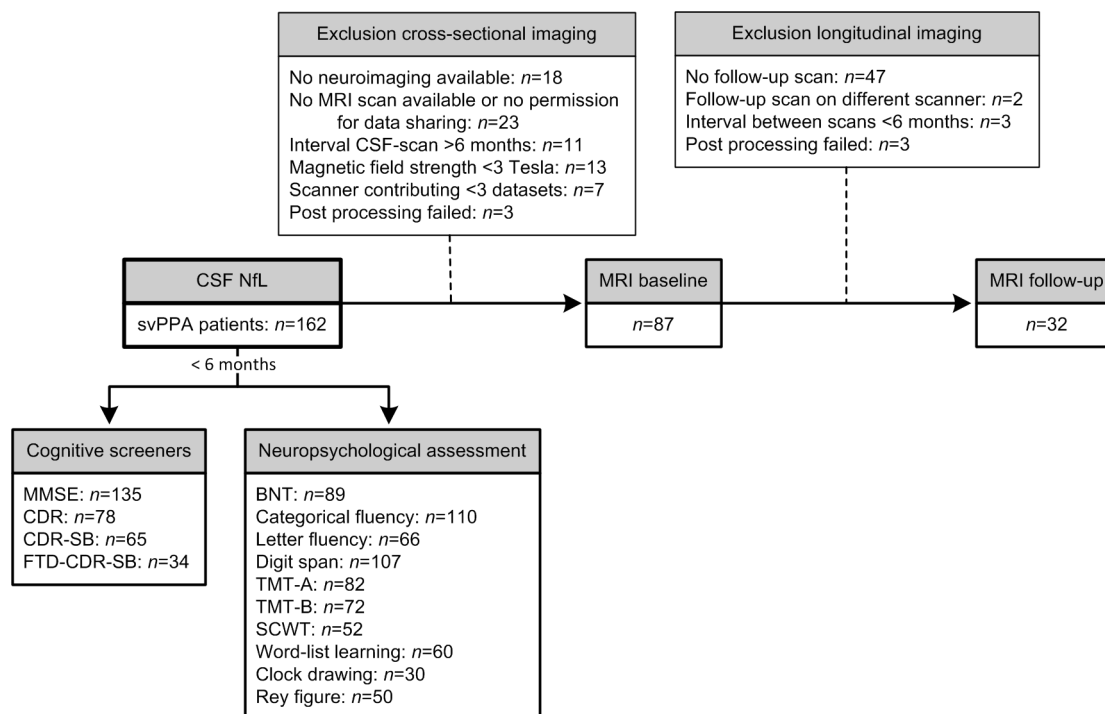 Exclusion cross-sectional imaging
No neuroimaging available: n=18
No MRI scan available or no permission
for data sharing: n=23
Interval CSF-scan >6 months: n=11
Magnetic field strength <3 Tesla: n=13
Scanner contributing <3 datasets: n=7
Post processing failed: n=3
Exclusion longitudinal imaging
No follow-up scan: n=47
Follow-up scan on different scanner: n=2
Interval between scans <6 months: n=3
Post processing failed: n=3
CSF NfL
svPPA patients: n=162
MRI baseline
n=87
MRI follow-up
n=32
< 6 months
Cognitive screeners
MMSE: n=135
CDR: n=78
CDR-SB: n=65
FTD-CDR-SB: n=34
Neuropsychological assessment
BNT: n=89
Categorical fluency: n=110
Letter fluency: n=66
Digit span: n=107
TMT-A: n=82
TMT-B: n=72
SCWT: n=52
Word-list learning: n=60
Clock drawing: n=30
Rey figure: n=50